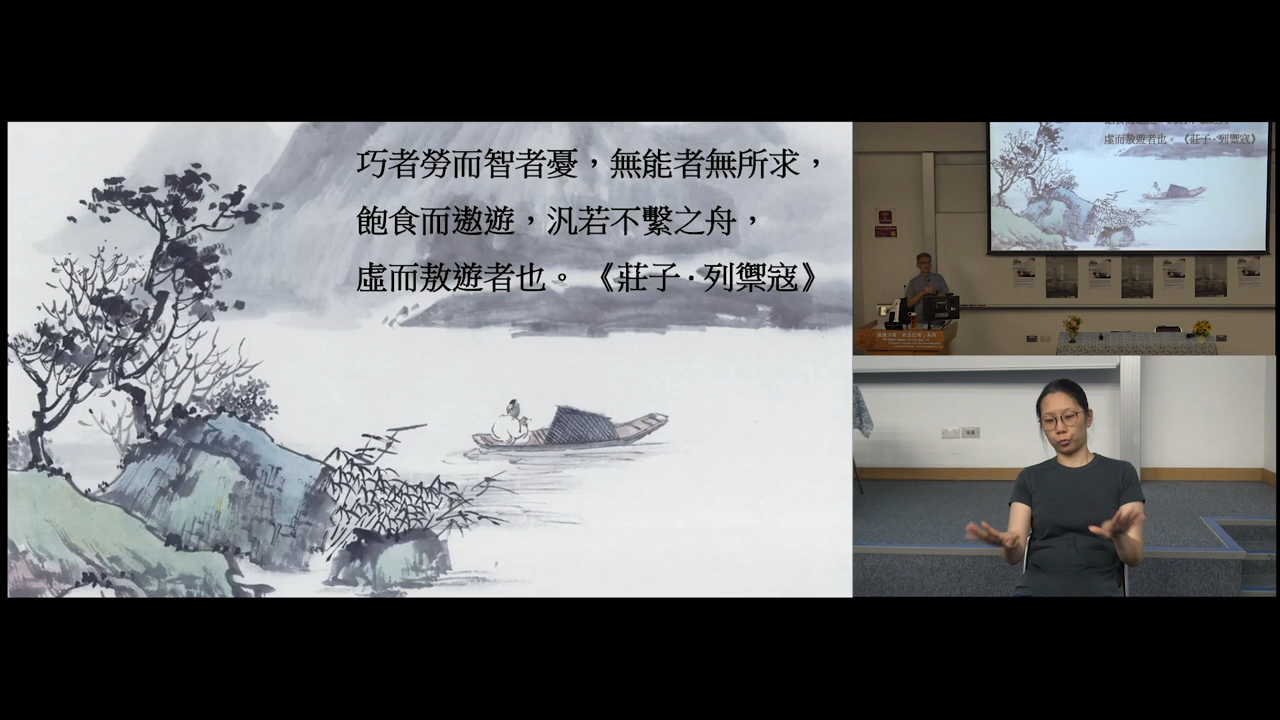 巧者勞而智者憂，無能者無所求，
飽食而遨遊，汎若不繫之舟，
虛而敖遊者也。《莊子·列禦寇》
虛而敖遊者也。《莊子·列禦寇》